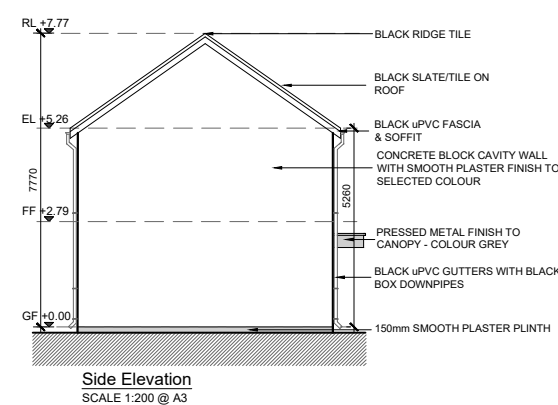 RL +7.77
BLACK RIDGE TILE
BLACK SLATE/TILE ON
ROOF
EL +5.26
BLACK uPVC FASCIA
& SOFFIT
CONCRETE BLOCK CAVITY WALL
WITH SMOOTH PLASTER FINISH TO
SELECTED COLOUR
7770
5260
FF +2.79
PRESSED METAL FINISH TO
CANOPY - COLOUR GREY
BLACK uPVC GUTTERS WITH BLACK
BOX DOWNPIPES
GF +0.00
150mm SMOOTH PLASTER PLINTH
Side Elevation
SCALE 1:200 @ A3